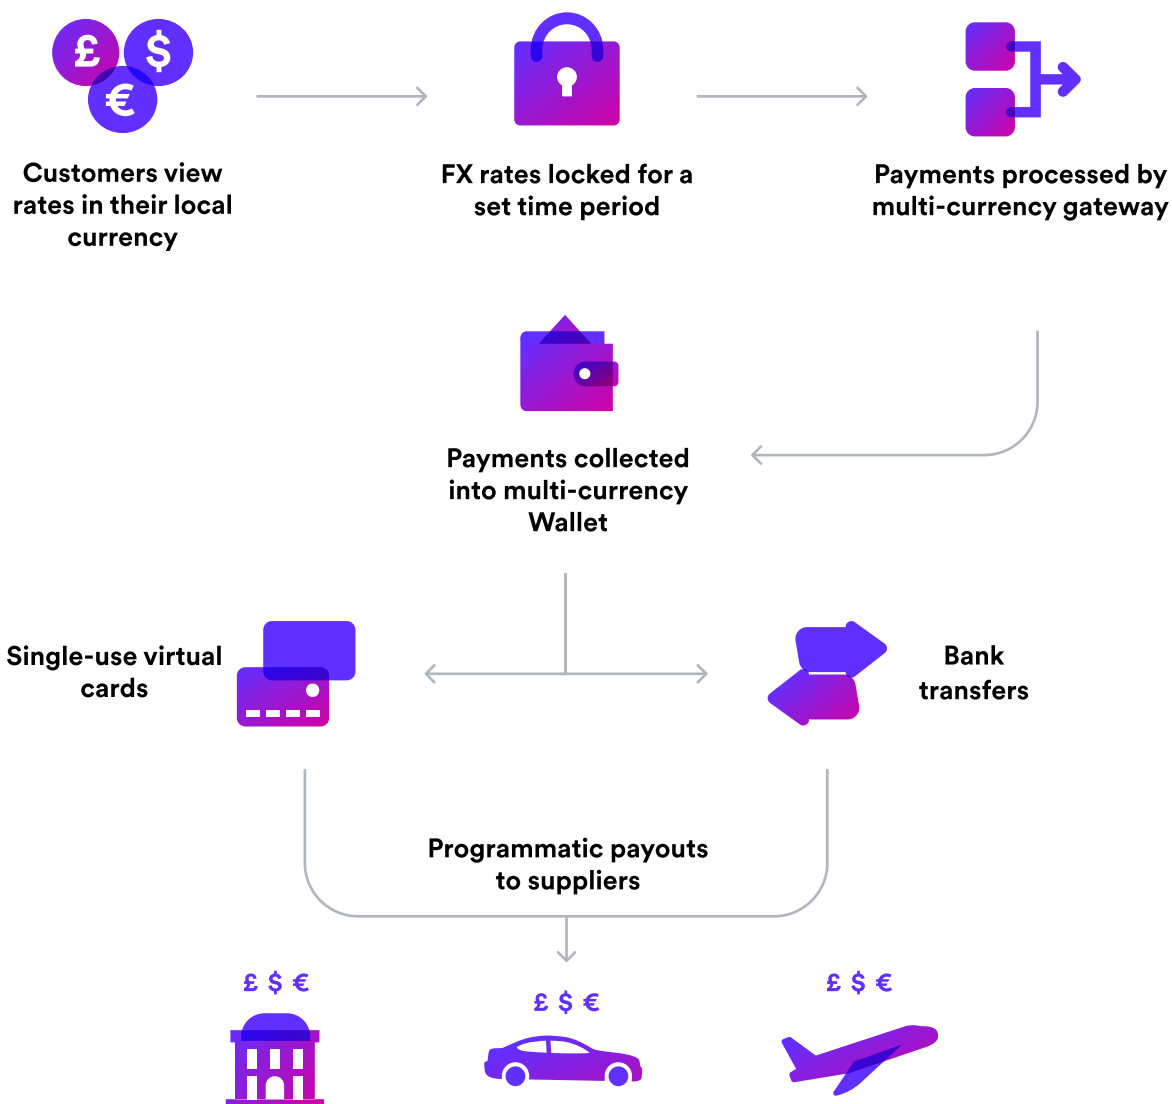 £ $
€
Customers view
rates in their local
currency
FX rates locked for a
set time period
Payments processed by
multi-currency gateway
Payments collected
into multi-currency
Wallet
Single-use virtual
cards
Bank
transfers
Programmatic payouts
to suppliers
£ $ €
£ $ €
£ $ €